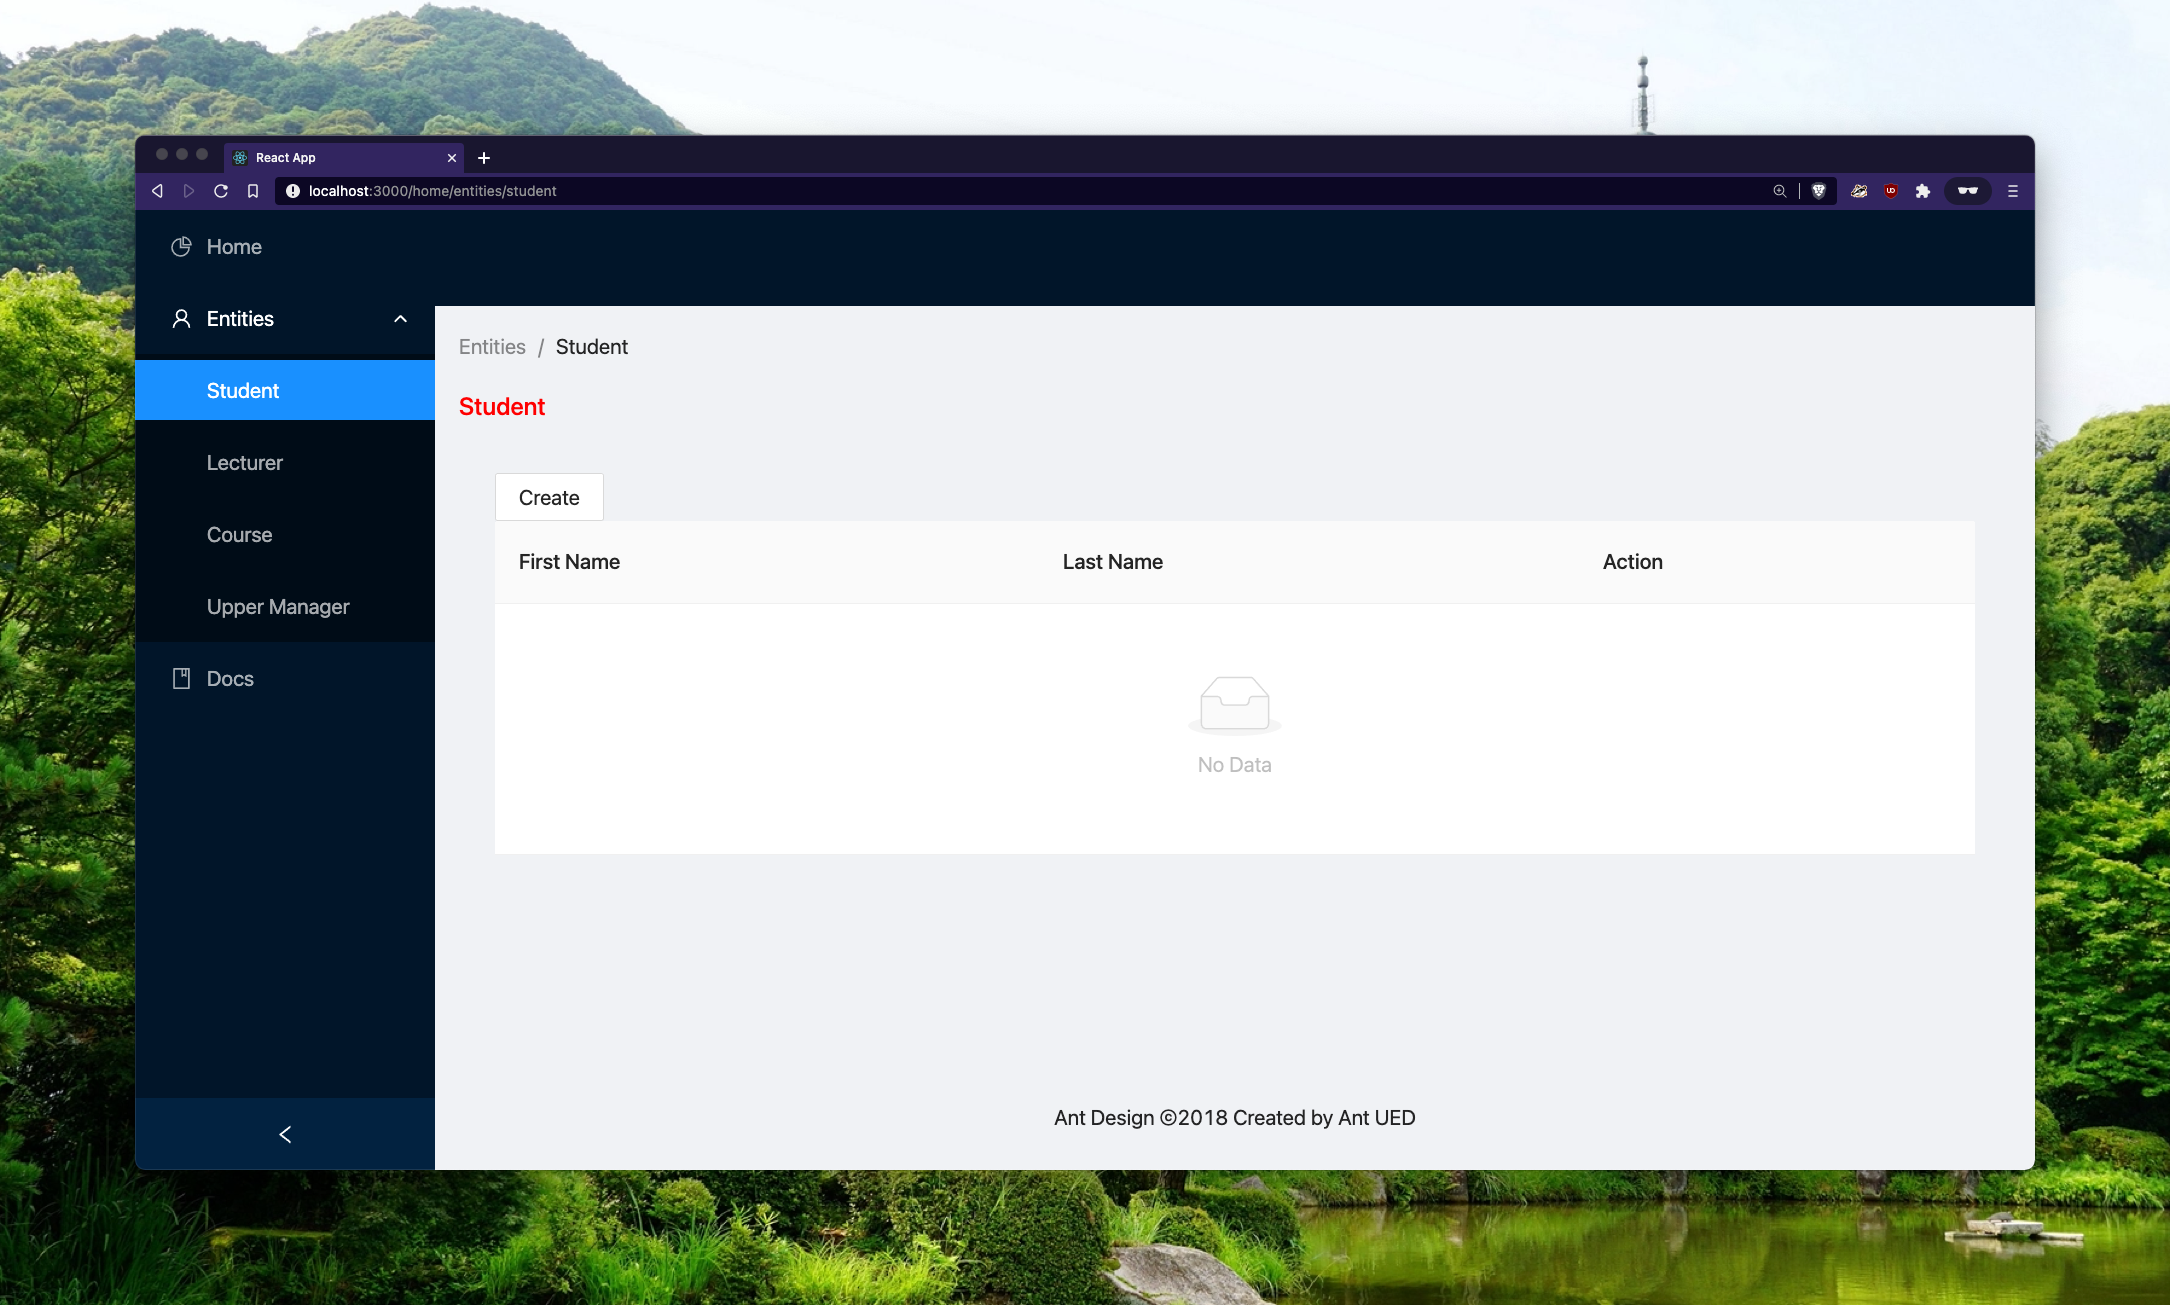 React App
localhost:3000/home/entities/student
Home
Entities
Student
Lecturer
Course
Upper Manager
Docs
Entities / Student
Student
Create
First Name Last Name Action
No Data
Ant Design ©2018 Created by Ant UED